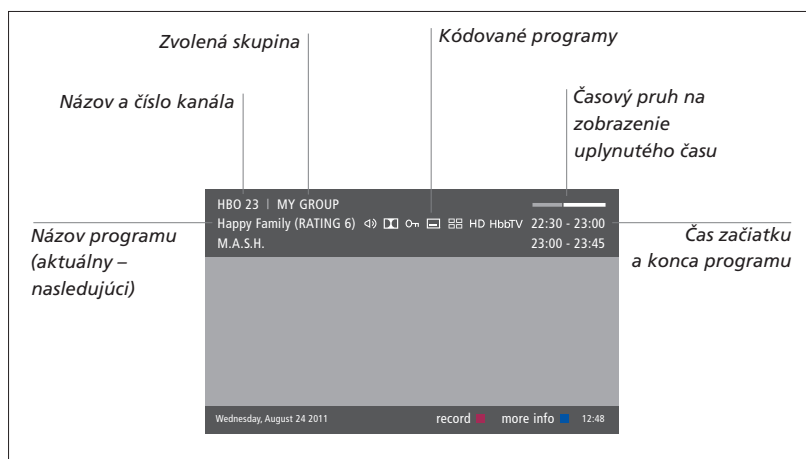 Zvolená skupina
Kódované programy
Názov a číslo kanála
Časový pruh na
zobrazenie
uplynutého času
HBO 23 | MY GROUP
Happy Family (RATING 6) HD HbbTV 22:30 - 23:00
M.A.S.H. 23:00 - 23:45
Názov programu
(aktuálny –
nasledujúci)
Čas začiatku
a konca programu
Wednesday, August 24 2011 record more info 12:48